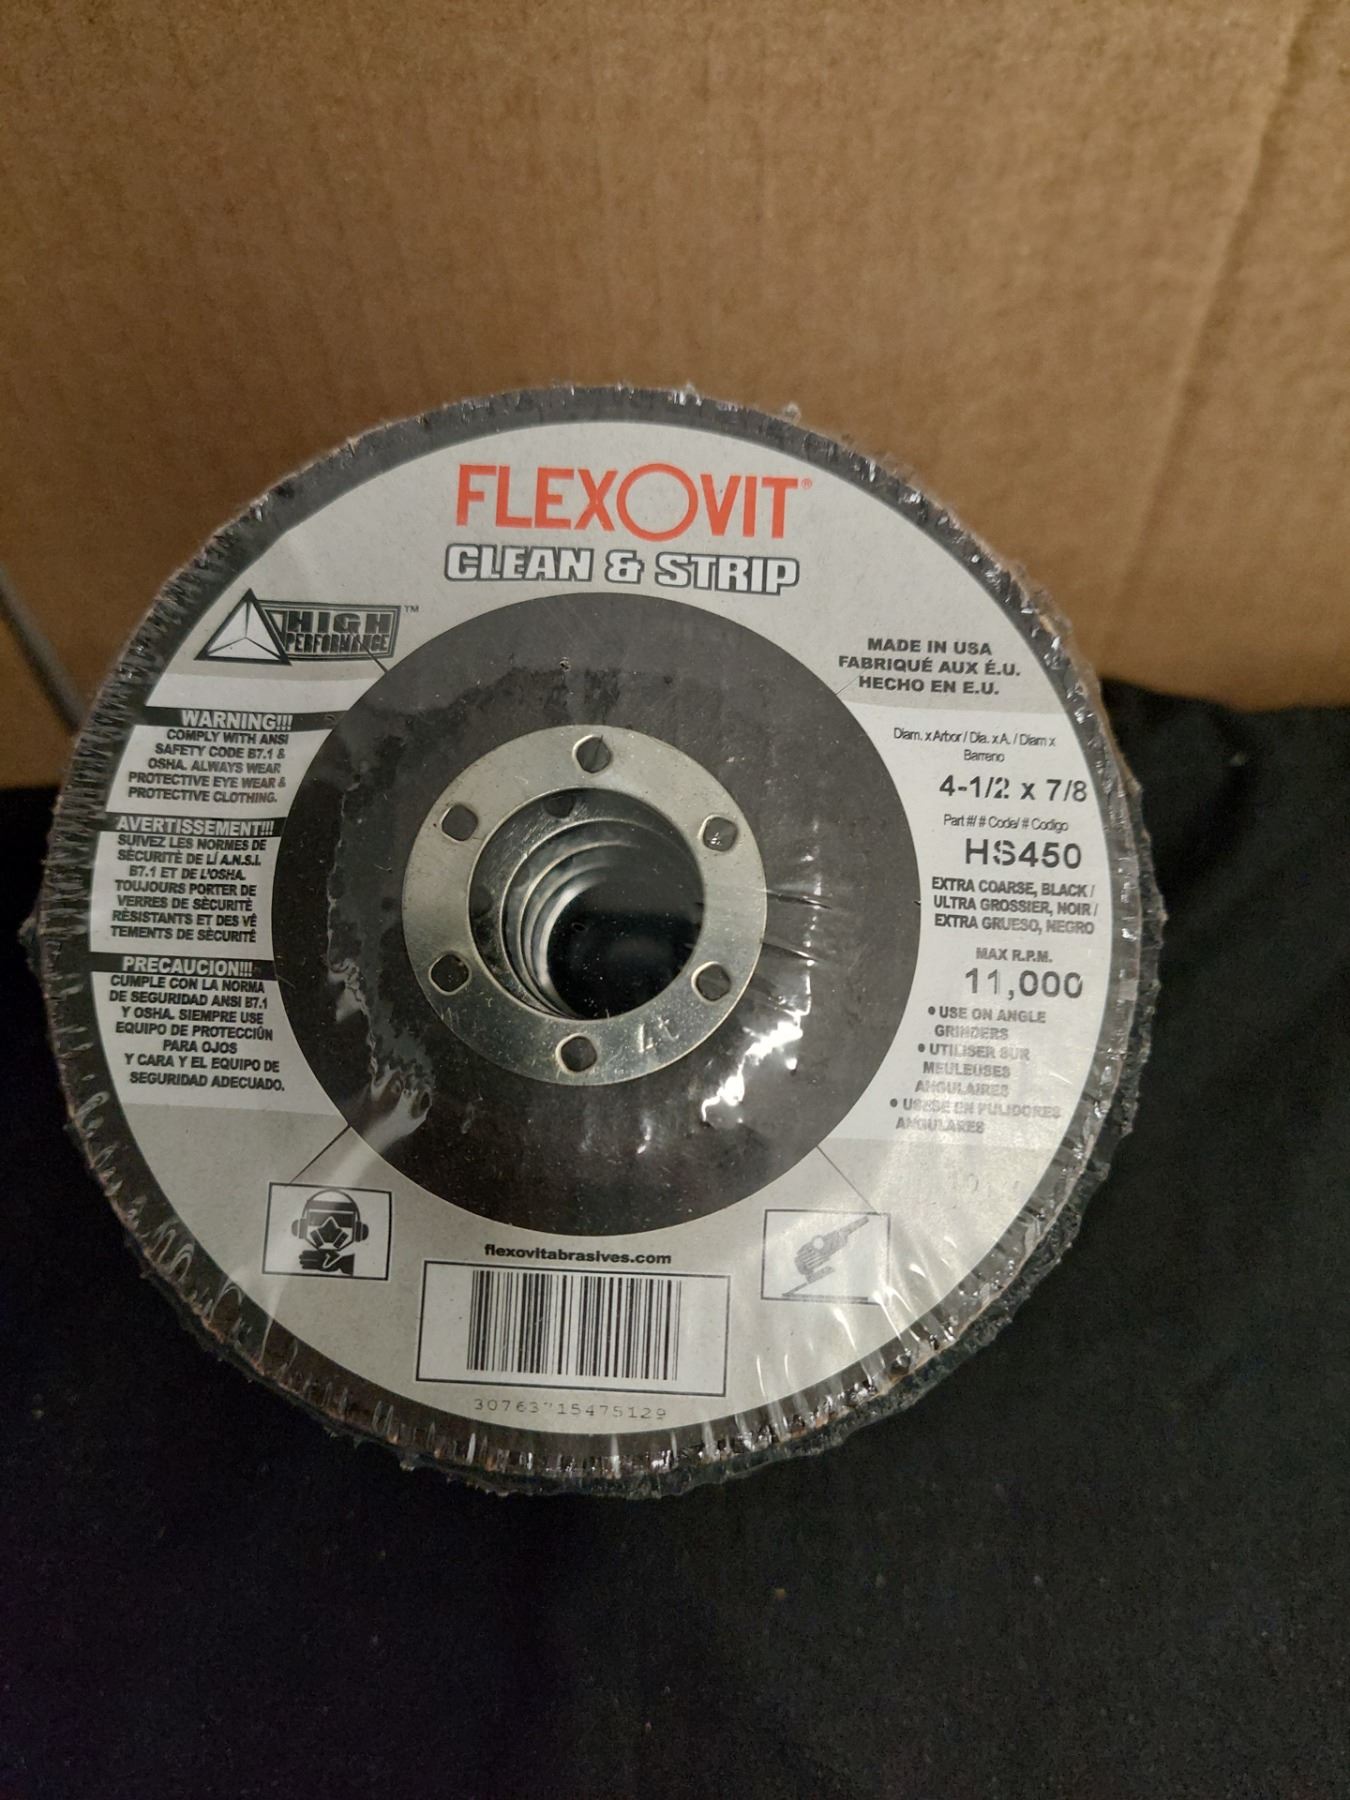 FLEXOVIT®
CLEAN & STRIP
HIGH
PERFORMANCE
™
WARNING!!!
COMPLY WITH ANSI
SAFETY CODE B7.1 &
OSHA. ALWAYS WEAR
PROTECTIVE EYE WEAR &
PROTECTIVE CLOTHING.
AVERTISSEMENT!!!
SUIVEZ LES NORMES DE
SÉCURITÉ DE L/ A.N.S.I.
B7.1 ET DE L'OSHA.
TOUJOURS PORTER DE
VERRES DE SÉCURITÉ
RÉSISTANTS ET DES VÊ
TEMENTS DE SÉCURITÉ
PRECAUCION!!!
CUMPLE CON LA NORMA
DE SEGURIDAD ANSI B7.1
Y OSHA. SIEMPRE USE
EQUIPO DE PROTECCIÚN
PARA OJOS
Y CARA Y EL EQUIPO DE
SEGURIDAD ADECUADO.
MADE IN USA
FABRIQUÉ AUX É.U.
HECHO EN E.U.
Diam. x Arbor / Dia. x A. / Diam x
Barreno
4-1/2 x 7/8
Part #/ # Code/ # Codigo
HS450
EXTRA COARSE, BLACK /
ULTRA GROSSIER, NOIR /
EXTRA GRUESO, NEGRO
MAX R.P.M.
11,000
• USE ON ANGLE
GRINDERS
• UTILISER SUR
MEULEUSES
ANGULAIRES
• USESE EN PULIDORES
ANGULARES
flexovitabrasives.com
30763715475129